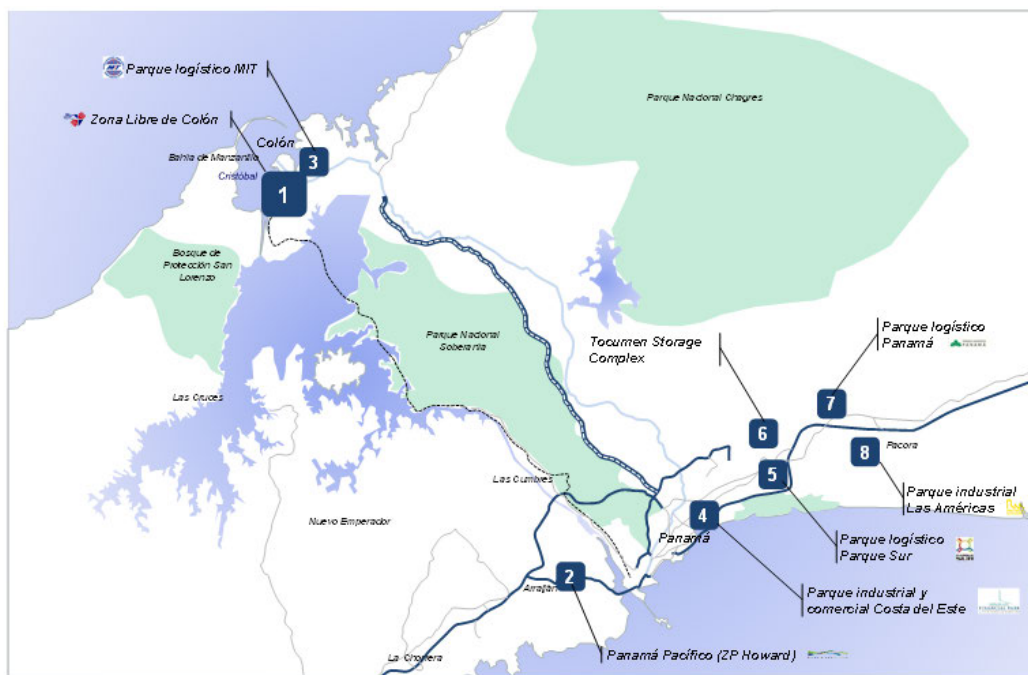 Parque logístico MIT
Zona Libre de Colón
Colón
Bahia de Manzanillo
Cristóbal
3
1
Parque Nacional Chagres
Bosque de
Protección San
Lorenzo
Parque Nacional
Soberanía
Tocumen Storage
Complex
Parque logístico
Panamá
Las Cruces
7
6
8
Pacora
5
Las Cumbres
Parque industrial
Las Américas
Nuevo Emperador
4
Panamá
Parque logístico
Parque Sur
2
Arraiján
Parque industrial y
comercial Costa del Este
La Chorrera
Panamá Pacífico (ZP Howard)